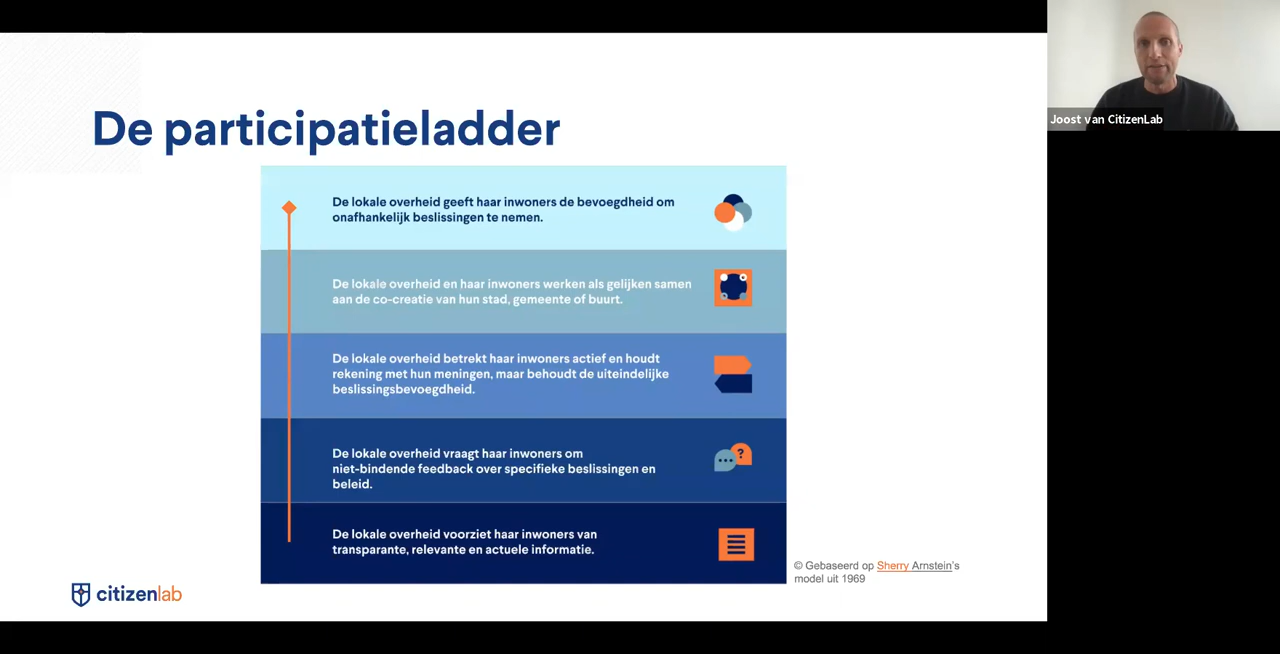 De participatieladder
De lokale overheid geeft haar inwoners de bevoegdheid om
onafhankelijk beslissingen te nemen.
De lokale overheid en haar inwoners werken als gelijken samen
aan de co-creatie van hun stad, gemeente of buurt.
De lokale overheid betrekt haar inwoners actief en houdt
rekening met hun meningen, maar behoudt de uiteindelijke
beslissingsbevoegdheid.
De lokale overheid vraagt haar inwoners om
niet-bindende feedback over specifieke beslissingen en
beleid.
?
De lokale overheid voorziet haar inwoners van
transparante, relevante en actuele informatie.
© Gebaseerd op Sherry Arnstein's
model uit 1969
citizenlab
Joost van CitizenLab